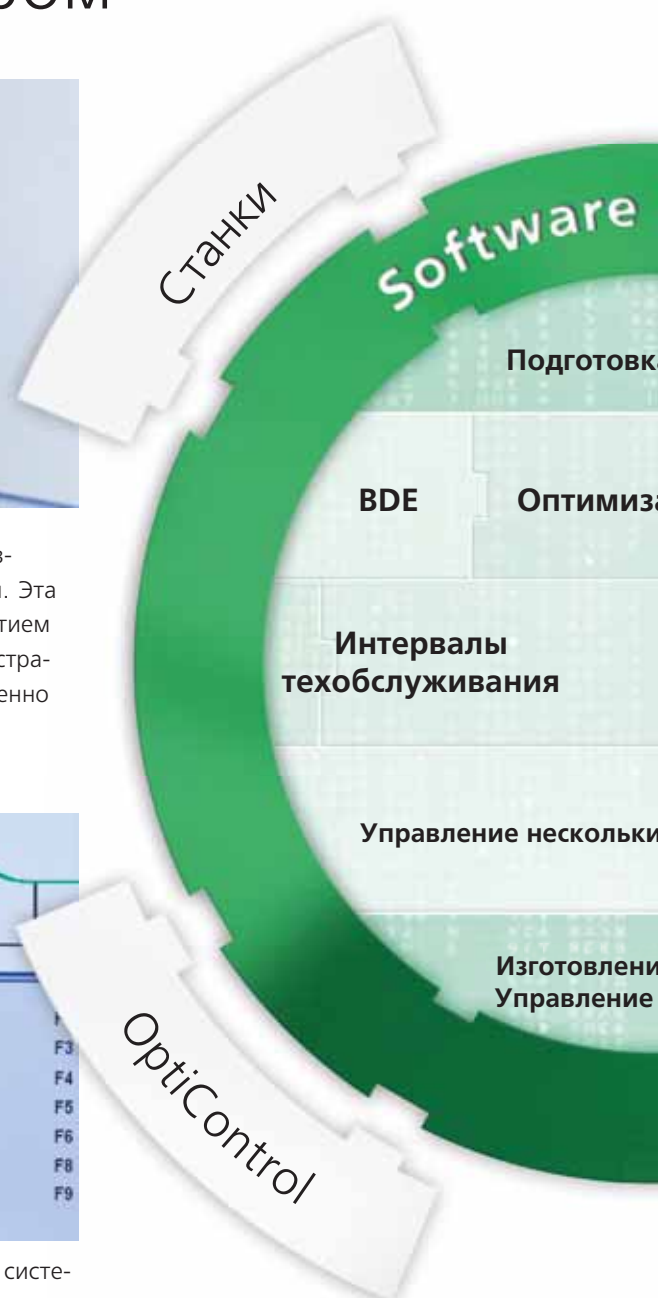 Станки
Software
Подготовка
BDE
Оптимиза
. Эта
тием
стра-
енно
Интервалы
техобслуживания
Управление нескольки
Изготовлени
Управление
OptiControl
F3
F4
F5
F6
F8
F9
систе-